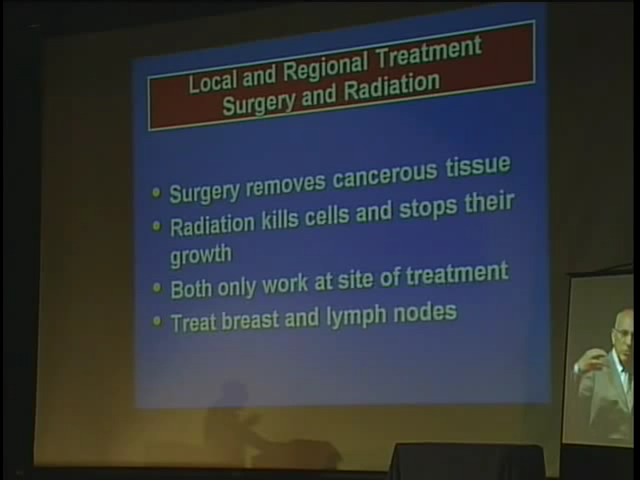 Local and Regional Treatment
Surgery and Radiation
• Surgery removes cancerous tissue
• Radiation kills cells and stops their
growth
• Both only work at site of treatment
• Treat breast and lymph nodes